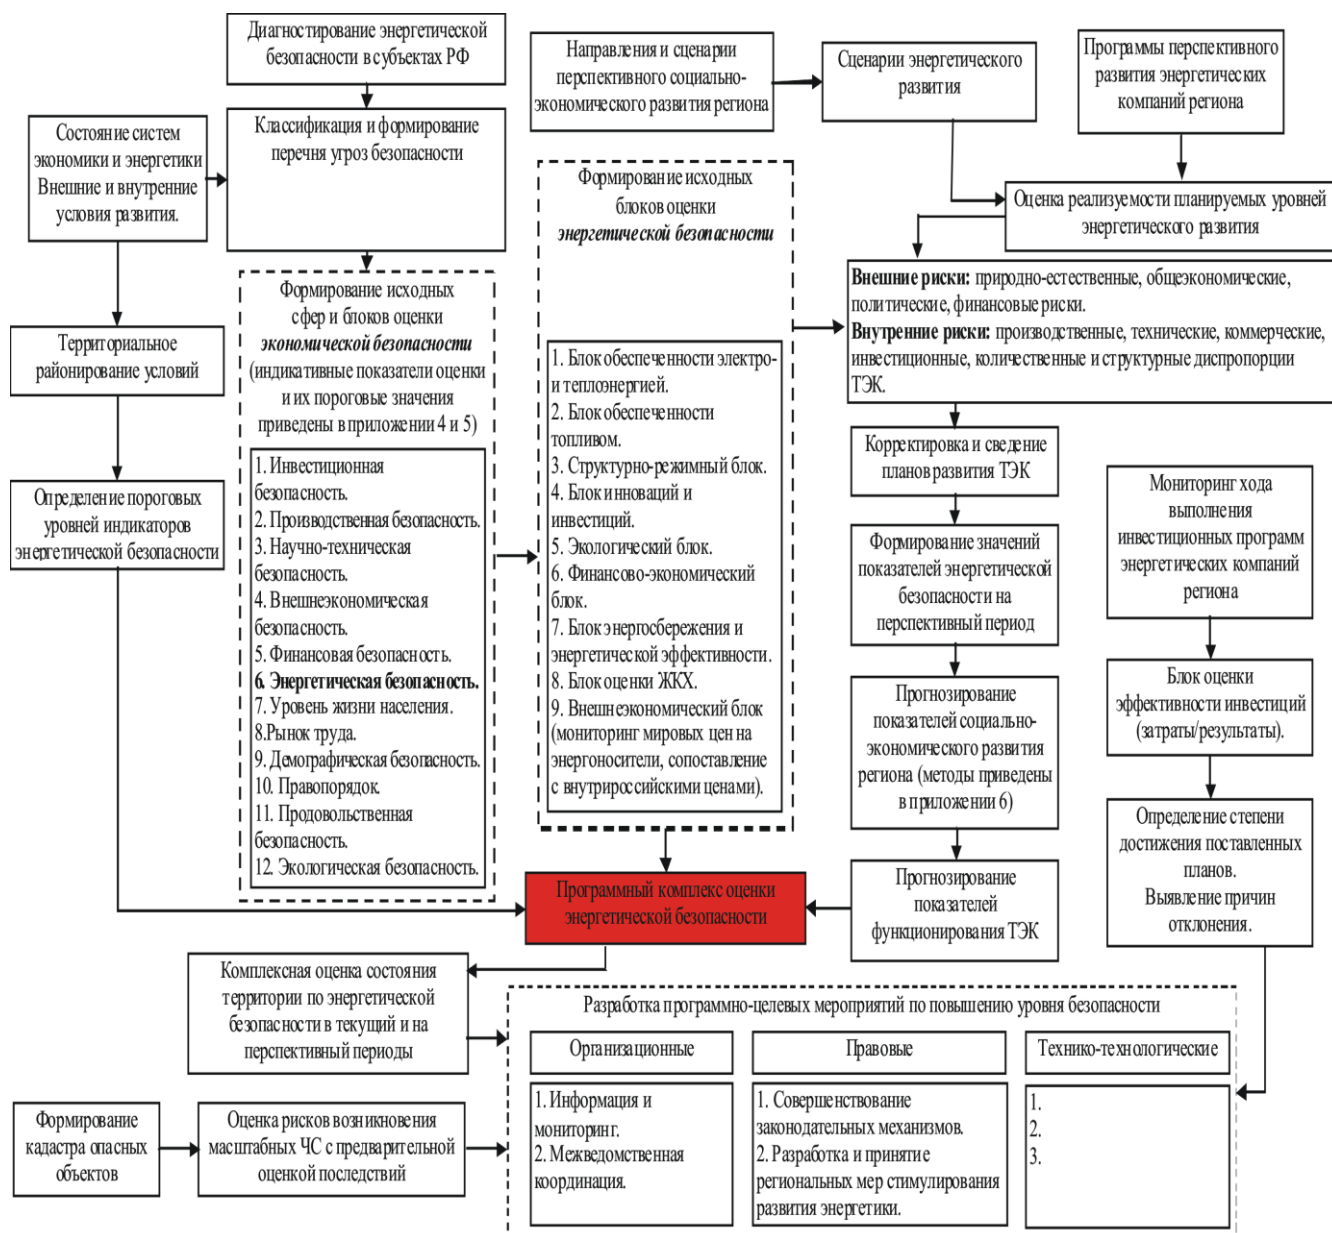 Диагностирование энергетической
безопасности в субъектах РФ
Направления и сценарии
перспективного социально-
экономического развития региона
Сценарии энергетического
развития
Программы перспективного
развития энергетических
компаний региона
Состояние систем
экономики и энергетики
Внешние и внутренние
условия развития.
Классификация и формирование
перечня угроз безопасности
Формирование исходных
блоков оценки
энергетической безопасности
Оценка реализуемости планируемых уровней
энергетического развития
Внешние риски: природно-естественные, общеэкономические,
политические, финансовые риски.
Внутренние риски: производственные, технические, коммерческие,
инвестиционные, количественные и структурные диспропорции
ТЭК.
Формирование исходных
сфер и блоков оценки
экономической безопасности
(индикативные показатели оценки
и их пороговые значения
приведены в приложении 4 и 5)
Территориальное
районирование условий
Определение пороговых
уровней индикаторов
энергетической безопасности
1. Инвестиционная
безопасность.
2. Производственная безопасность.
3. Научно-техническая
безопасность.
4. Внешнеэкономическая
безопасность.
5. Финансовая безопасность.
6. Энергетическая безопасность.
7. Уровень жизни населения.
8.Рынок труда.
9. Демографическая безопасность.
10. Правопорядок.
11. Продовольственная
безопасность.
12. Экологическая безопасность.
1. Блок обеспеченности электро-
и теплоэнергией.
2. Блок обеспеченности
топливом.
3. Структурно-режимный блок.
4. Блок инноваций и
инвестиций.
5. Экологический блок.
6. Финансово-экономический
блок.
7. Блок энергосбережения и
энергетической эффективности.
8. Блок оценки ЖКХ.
9. Внешнеэкономический блок
(мониторинг мировых цен на
энергоносители, сопоставление
с внутрироссийскими ценами).
Корректировка и сведение
планов развития ТЭК
Формирование значений
показателей энергетической
безопасности на
перспективный период
Прогнозирование
показателей социально-
экономического развития
региона (методы приведены
в приложении 6)
Прогнозирование
показателей
функционирования ТЭК
Мониторинг хода
выполнения
инвестиционных программ
энергетических компаний
региона
Блок оценки
эффективности инвестиций
(затраты/результаты).
Определение степени
достижения поставленных
планов.
Выявление причин
отклонения.
Программный комплекс оценки
энергетической безопасности
Комплексная оценка состояния
территории по энергетической
безопасности в текущий и на
перспективный периоды
Разработка программно-целевых мероприятий по повышению уровня безопасности
Организационные
Правовые
Технико-технологические
1. Информация и
мониторинг.
2. Межведомственная
координация.
1. Совершенствование
законодательных механизмов.
2. Разработка и принятие
региональных мер стимулирования
развития энергетики.
1.
2.
3.
Формирование
кадастра опасных
объектов
Оценка рисков возникновения
масштабных ЧС с предварительной
оценкой последствий